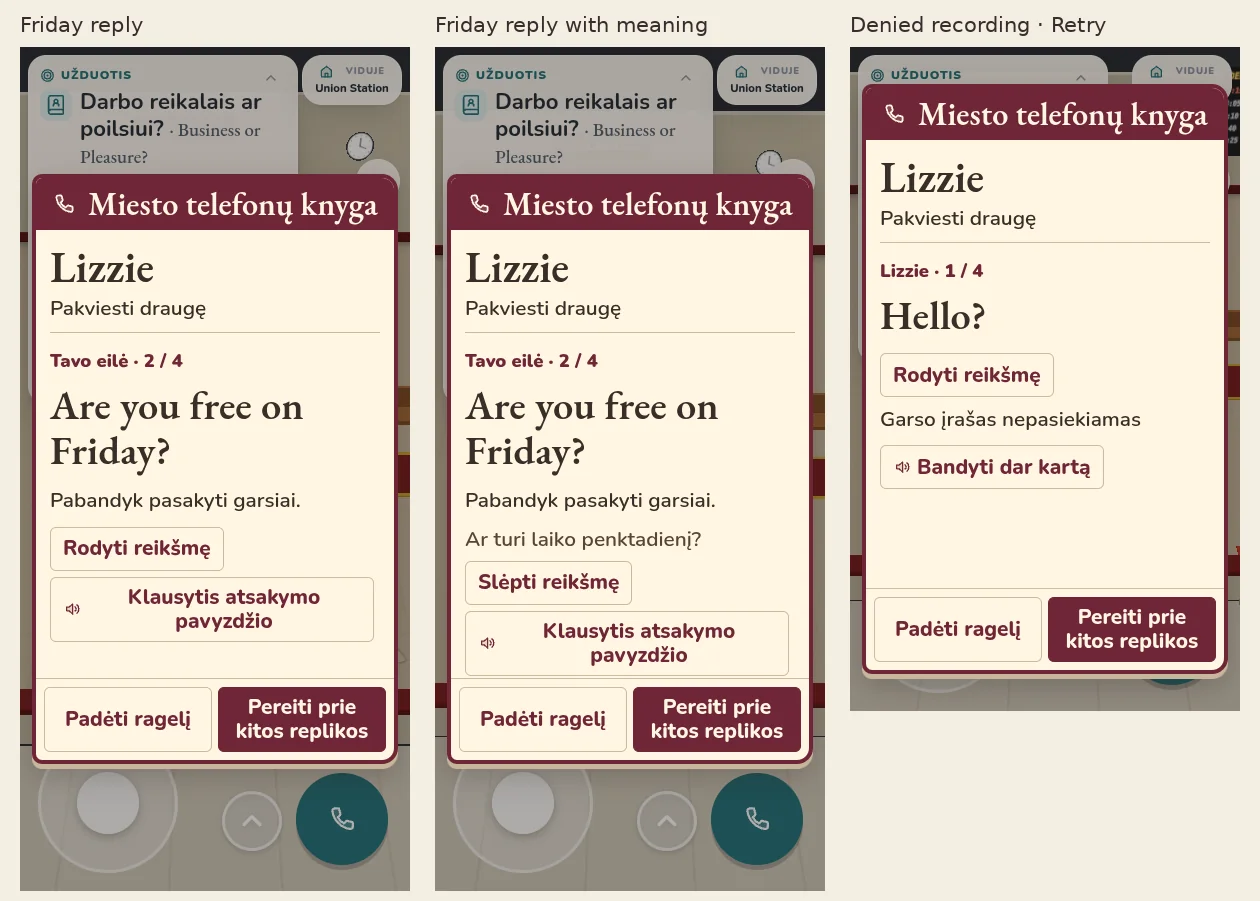 Friday reply
UŽDUOTIS
Darbo reikalais ar
poilsiui? · Business or
Pleasure?
VIDUJE
Union Station
Miesto telefonų knyga
Lizzie
Pakviesti draugę
Tavo eilė · 2 / 4
Are you free on
Friday?
Pabandyk pasakyti garsiai.
Rodyti reikšmę
Klausytis atsakymo
pavyzdžio
Padėti ragelį
Pereiti prie
kitos replikos
Friday reply with meaning
UŽDUOTIS
Darbo reikalais ar
poilsiui? · Business or
Pleasure?
VIDUJE
Union Station
Miesto telefonų knyga
Lizzie
Pakviesti draugę
Tavo eilė · 2 / 4
Are you free on
Friday?
Pabandyk pasakyti garsiai.
Ar turi laiko penktadienį?
Slėpti reikšmę
Klausytis atsakymo
pavyzdžio
Padėti ragelį
Pereiti prie
kitos replikos
Denied recording · Retry
UŽDUOTIS
VIDUJE
Miesto telefonų knyga
Lizzie
Pakviesti draugę
Lizzie · 1 / 4
Hello?
Rodyti reikšmę
Garso įrašas nepasiekiamas
Bandyti dar kartą
Padėti ragelį
Pereiti prie
kitos replikos